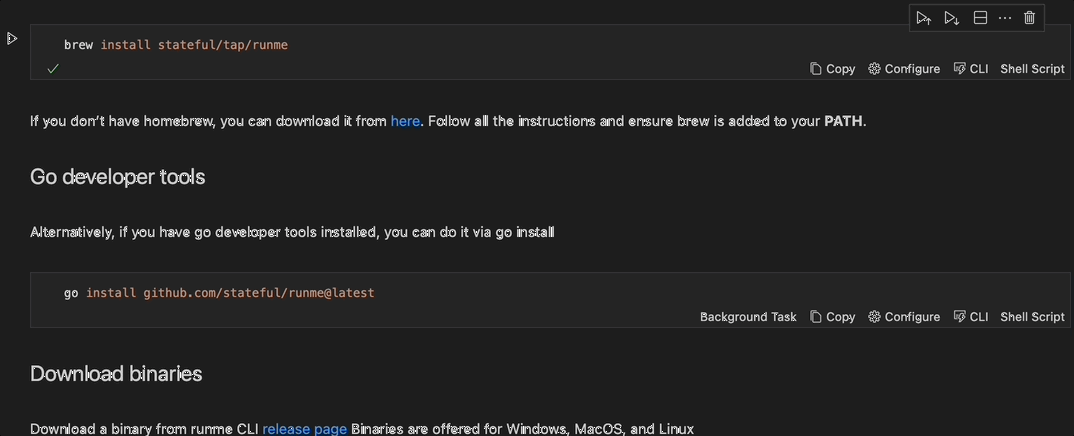 brew install stateful/tap/runme
Copy Configure CLI Shell Script
If you don't have homebrew, you can download it from here. Follow all the instructions and ensure brew is added to your PATH.
Go developer tools
Alternatively, if you have go developer tools installed, you can do it via go install
go install github.com/stateful/runme@latest
Background Task Copy Configure CLI Shell Script
Download binaries
Download a binary from runme CLI release page Binaries are offered for Windows, MacOS, and Linux